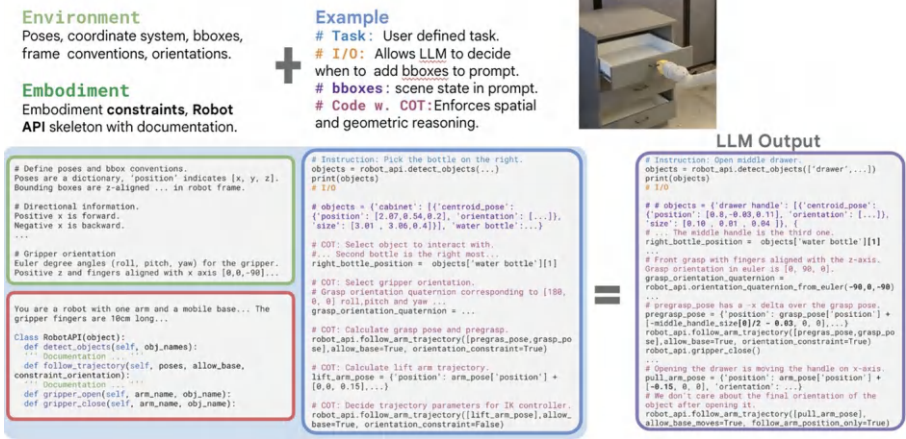 Environment
Poses, coordinate system, bboxes,
frame conventions, orientations.
Embodiment
Embodiment constraints, Robot
API skeleton with documentation.
+
Example
# Task: User defined task.
# I/O: Allows LLM to decide
when to add bboxes to prompt.
# bboxes: scene state in prompt.
# Code w. COT:Enforces spatial
and geometric reasoning.
# Define poses and bbox conventions.
Poses are a dictionary, 'position' indicates [x, y, z].
Bounding boxes are z-aligned ... in robot frame.
# Directional information.
Positive x is forward.
Negative x is backward.
...
# Gripper orientation
Euler degree angles (roll, pitch, yaw) for the gripper.
Positive z and fingers aligned with x axis [0,0,-90]...
You are a robot with one arm and a mobile base... The
gripper fingers are 10cm long...
Class RobotAPI(object):
def detect_objects(self, obj_names):
''' Documentation ... '''
def follow_trajectory(self, poses, allow_base,
constraint_orientation):
''' Documentation ... '''
def gripper_open(self, arm_name, obj_name):
def gripper_close(self, arm_name, obj_name):
# Instruction: Pick the bottle on the right.
objects = robot_api.detect_objects(...)
print(objects)
# I/O
# objects = {'cabinet': [{'centroid_pose':
{'position': [2.07,0.54,0.2], 'orientation': [...]},
'size': [3.01 , 3.06,0.4]}], 'water bottle':...}
# COT: Select object to interact with.
#... Second bottle is the right most...
right_bottle_position = objects['water bottle'][1]
# COT: Select gripper orientation.
# Grasp orientation quaternion corresponding to [180,
0, 0] roll,pitch and yaw ...
grasp_orientation_quaternion = ...
# COT: Calculate grasp pose and pregrasp.
robot_api.follow_arm_trajectory([pregras_pose,grasp_po
se],allow_base=True, orientation_constraint=True)
# COT: Calculate lift arm trajectory.
lift_arm_pose = {'position': arm_pose['position'] +
[0,0, 0.15],...}
# COT: Decide trajectory parameters for IK controller.
robot_api.follow_arm_trajectory([lift_arm_pose],allow_
base=True, orientation_constraint=False)
=
LLM Output
# Instruction: Open middle drawer.
objects = robot_api.detect_objects(['drawer',...])
print(objects)
# I/O
# # objects = {'drawer handle': [{'centroid_pose':
{'position': [0.8,-0.03,0.11], 'orientation': [...]},
'size': [0.10 , 0.01 , 0.04 ]}, {
# ... The middle handle is the third one.
right_bottle_position = objects['water bottle'][1]
...
# Front grasp with fingers aligned with the z-axis.
Grasp orientation in euler is [0, 90, 0].
grasp_orientation_quaternion =
robot_api.orientation_quaternion_from_euler(-90,0,-90)
...
# pregrasp_pose has a -x delta over the grasp pose.
pregrasp_pose = {'position': grasp_pose['position'] +
[-middle_handle_size[0]/2 - 0.03, 0, 0],...}
robot_api.follow_arm_trajectory([pregras_pose,grasp_po
se],allow_base=True, orientation_constraint=True)
robot_api.gripper_close()
...
# Opening the drawer is moving the handle on x-axis.
pull_arm_pose = {'position': arm_pose['position'] +
[-0.15, 0, 0], 'orientation': ...}
# We don't care about the final orientation of the
object after opening it.
robot_api.follow_arm_trajectory([pull_arm_pose],
allow_base_moves=True, follow_arm_position_only=True)